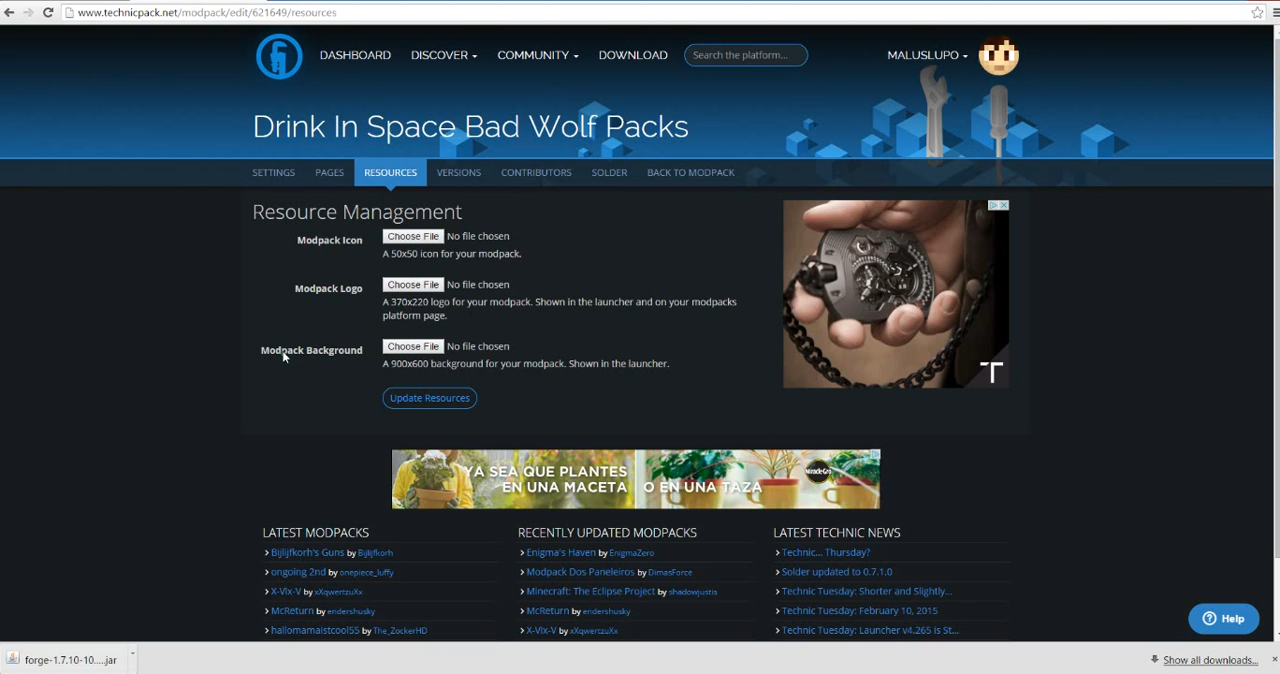 www.technicpack.net/modpack/edit/621649/resources
DASHBOARD DISCOVER COMMUNITY DOWNLOAD Search the platform... MALUSLUPO
Drink In Space Bad Wolf Packs
SETTINGS PAGES RESOURCES VERSIONS CONTRIBUTORS SOLDER BACK TO MODPACK
Resource Management
Modpack Icon Choose File No file chosen
A 50x50 icon for your modpack.
Modpack Logo Choose File No file chosen
A 370x220 logo for your modpack. Shown in the launcher and on your modpacks
platform page.
Modpack Background Choose File No file chosen
A 900x600 background for your modpack. Shown in the launcher.
Update Resources
T
YA SEA QUE PLANTES
EN UNA MACETA
O EN UNA TAZA
LATEST MODPACKS
Bijlijfkorh's Guns by Bijlijfkorh
ongoing 2nd by onepiece_luffy
X-Vix-V by xXqwertzuXx
McReturn by endershusky
hallomamaistcool55 by The_ZockerHD
RECENTLY UPDATED MODPACKS
Enigma's Haven by EnigmaZero
Modpack Dos Paneleiros by DimasForce
Minecraft: The Eclipse Project by shadowjustis
McReturn by endershusky
X-Vix-V by xXqwertzuXx
LATEST TECHNIC NEWS
Technic... Thursday?
Solder updated to 0.7.1.0
Technic Tuesday: Shorter and Slightly...
Technic Tuesday: February 10, 2015
Technic Tuesday: Launcher v4.265 is St...
Help
forge-1.7.10-10....jar
Show all downloads...